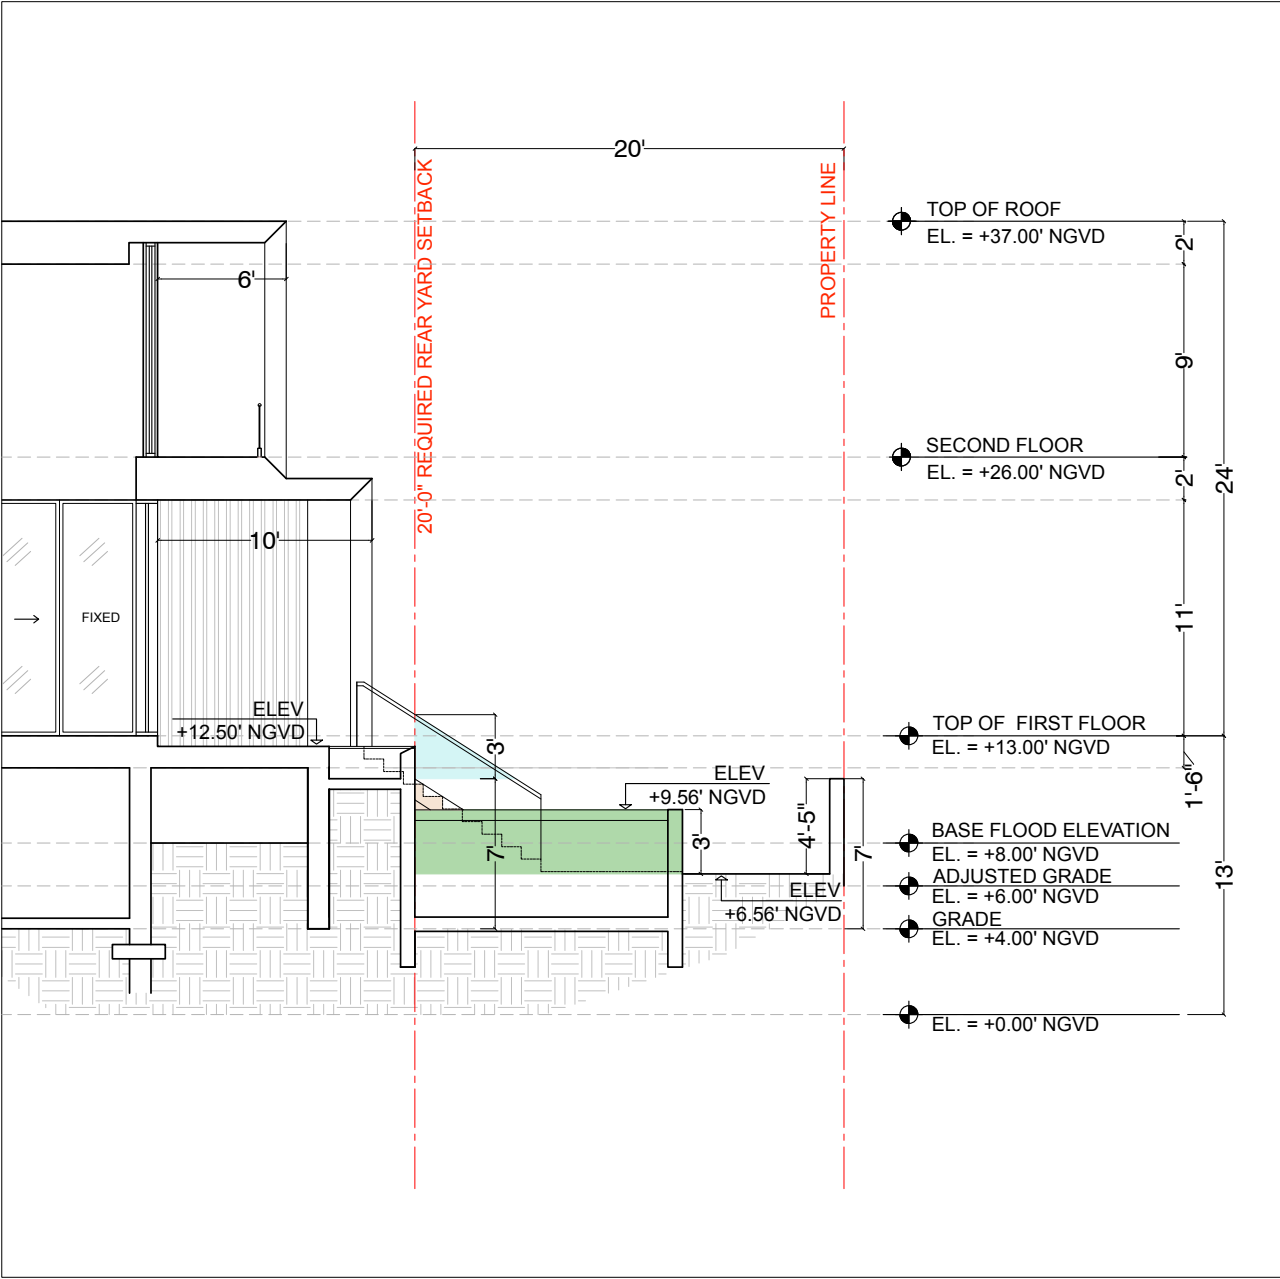 20'
20'-0" REQUIRED REAR YARD SETBACK
PROPERTY LINE
TOP OF ROOF
EL. = +37.00' NGVD
2'
6'
9'
SECOND FLOOR
EL. = +26.00' NGVD
2'
24'
10'
FIXED
11'
ELEV
+12.50' NGVD
TOP OF FIRST FLOOR
EL. = +13.00' NGVD
3'
1'-6"
ELEV
+9.56' NGVD
3'
4'-5"
7'
7'
BASE FLOOD ELEVATION
EL. = +8.00' NGVD
ADJUSTED GRADE
EL. = +6.00' NGVD
13'
ELEV
+6.56' NGVD
GRADE
EL. = +4.00' NGVD
EL. = +0.00' NGVD